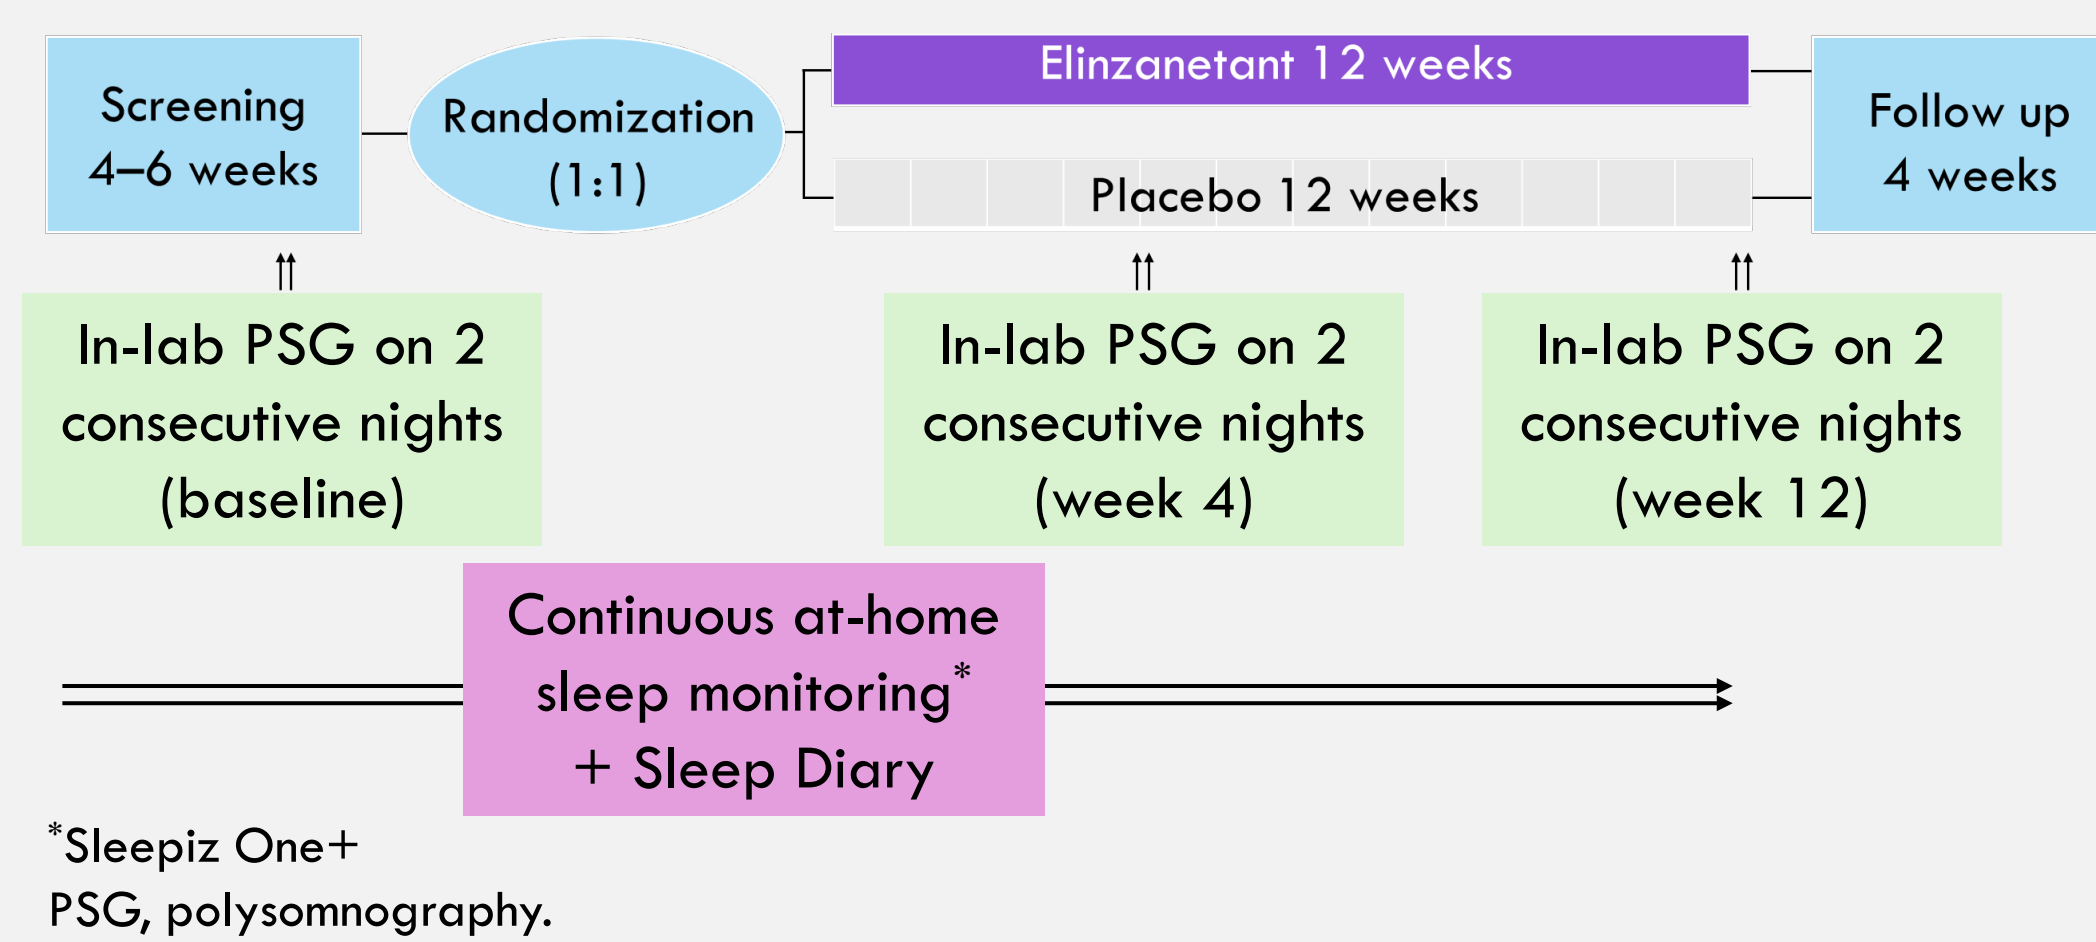 Screening
4–6 weeks
Randomization
(1:1)
Elinzanetant 12 weeks
Placebo 12 weeks
Follow up
4 weeks
In-lab PSG on 2
consecutive nights
(baseline)
In-lab PSG on 2
consecutive nights
(week 4)
In-lab PSG on 2
consecutive nights
(week 12)
Continuous at-home
sleep monitoring*
+ Sleep Diary
*Sleepiz One+
PSG, polysomnography.